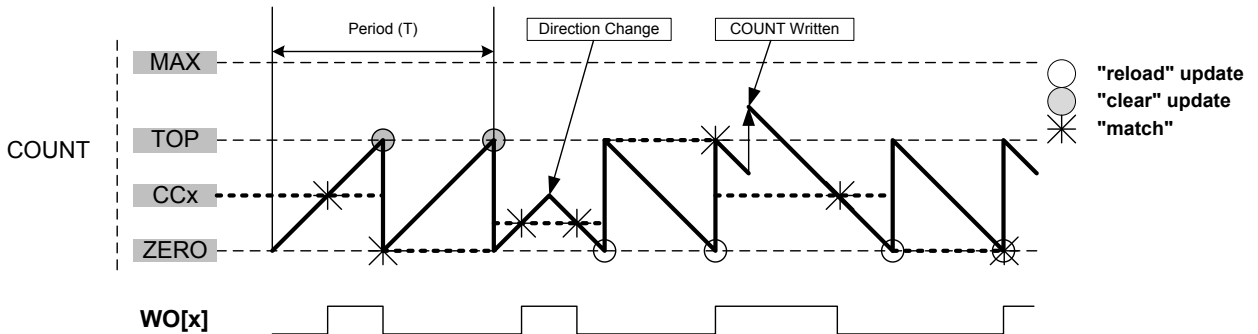 Period (T)
Direction Change
COUNT Written
MAX
"reload" update
"clear" update
TOP
"match"
COUNT
CCx
ZERO
WO[x]